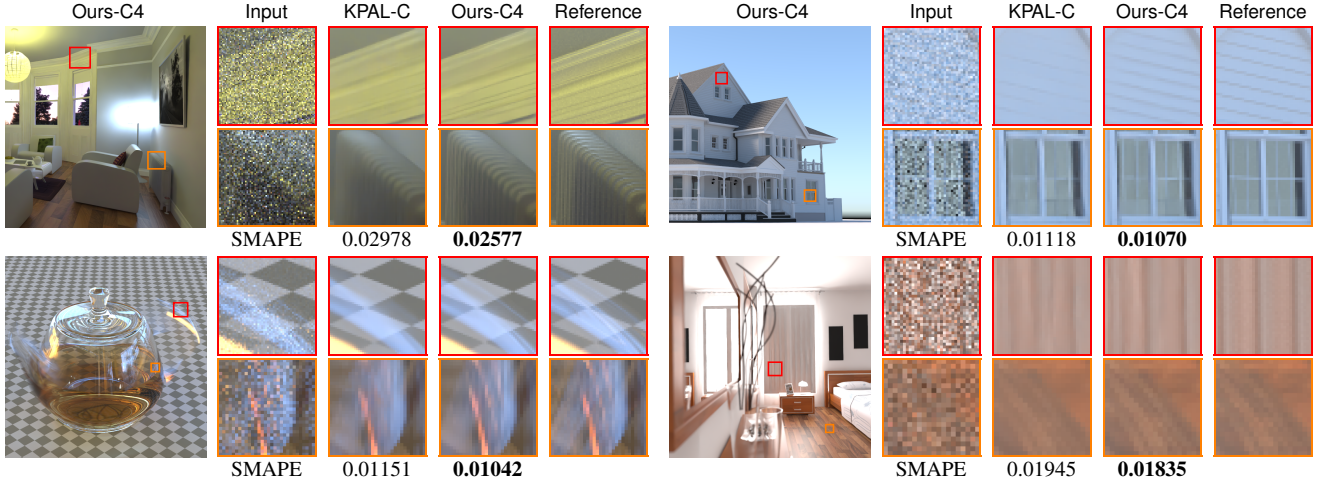 Ours-C4 Input KPAL-C Ours-C4 Reference Ours-C4 Input KPAL-C Ours-C4 Reference
SMAPE 0.02978 0.02577 SMAPE 0.01118 0.01070
SMAPE 0.01151 0.01042 SMAPE 0.01945 0.01835